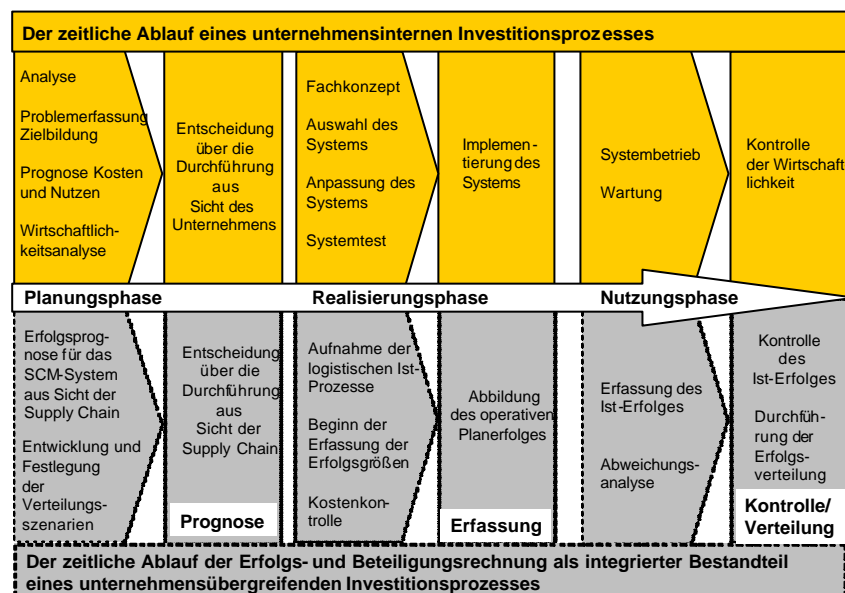 Der zeitliche Ablauf eines unternehmensinternen Investitionsprozesses
Analyse
Problemerfassung
Zielbildung
Prognose Kosten
und Nutzen
Wirtschaftlich-
keitsanalyse
Entscheidung
über die
Durchführung
aus
Sicht des
Unternehmens
Fachkonzept
Auswahl des
Systems
Anpassung des
Systems
Systemtest
Implemen-
tierung des
Systems
Systembetrieb
Wartung
Kontrolle
der Wirtschaft
lichkeit
Planungsphase
Realisierungsphase
Nutzungsphase
Erfolgsprog-
nose für das
SCM-System
aus Sicht der
Supply Chain
Entwicklung und
Festlegung
der
Verteilungs-
szenarien
Entscheidung
über die
Durchführung
aus
Sicht der
Supply Chain
Prognose
Aufnahme der
logistischen Ist-
Prozesse
Beginn der
Erfassung der
Erfolgsgrößen
Kostenkon-
trolle
Abbildung
des operativen
Planerfolges
Erfassung
Erfassung des
Ist-Erfolges
Abweichungs-
analyse
Kontrolle
des
Ist-Erfolges
Durchfüh-
rung der
Erfolgs-
verteilung
Kontrolle/
Verteilung
Der zeitliche Ablauf der Erfolgs- und Beteiligungsrechnung als integrierter Bestandteil
eines unternehmensübergreifenden Investitionsprozesses